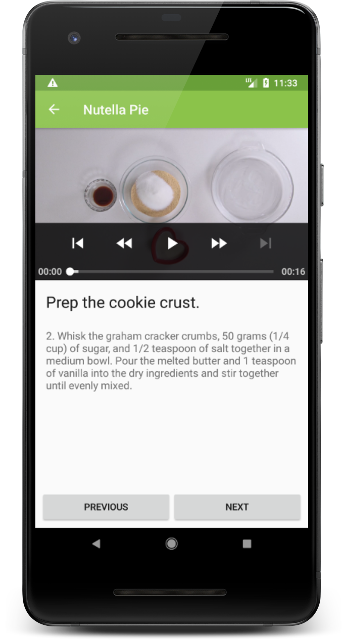 11:33
Nutella Pie
00:00 00:16
Prep the cookie crust.
2. Whisk the graham cracker crumbs, 50 grams (1/4
cup) of sugar, and 1/2 teaspoon of salt together in a
medium bowl. Pour the melted butter and 1 teaspoon
of vanilla into the dry ingredients and stir together
until evenly mixed.
PREVIOUS NEXT